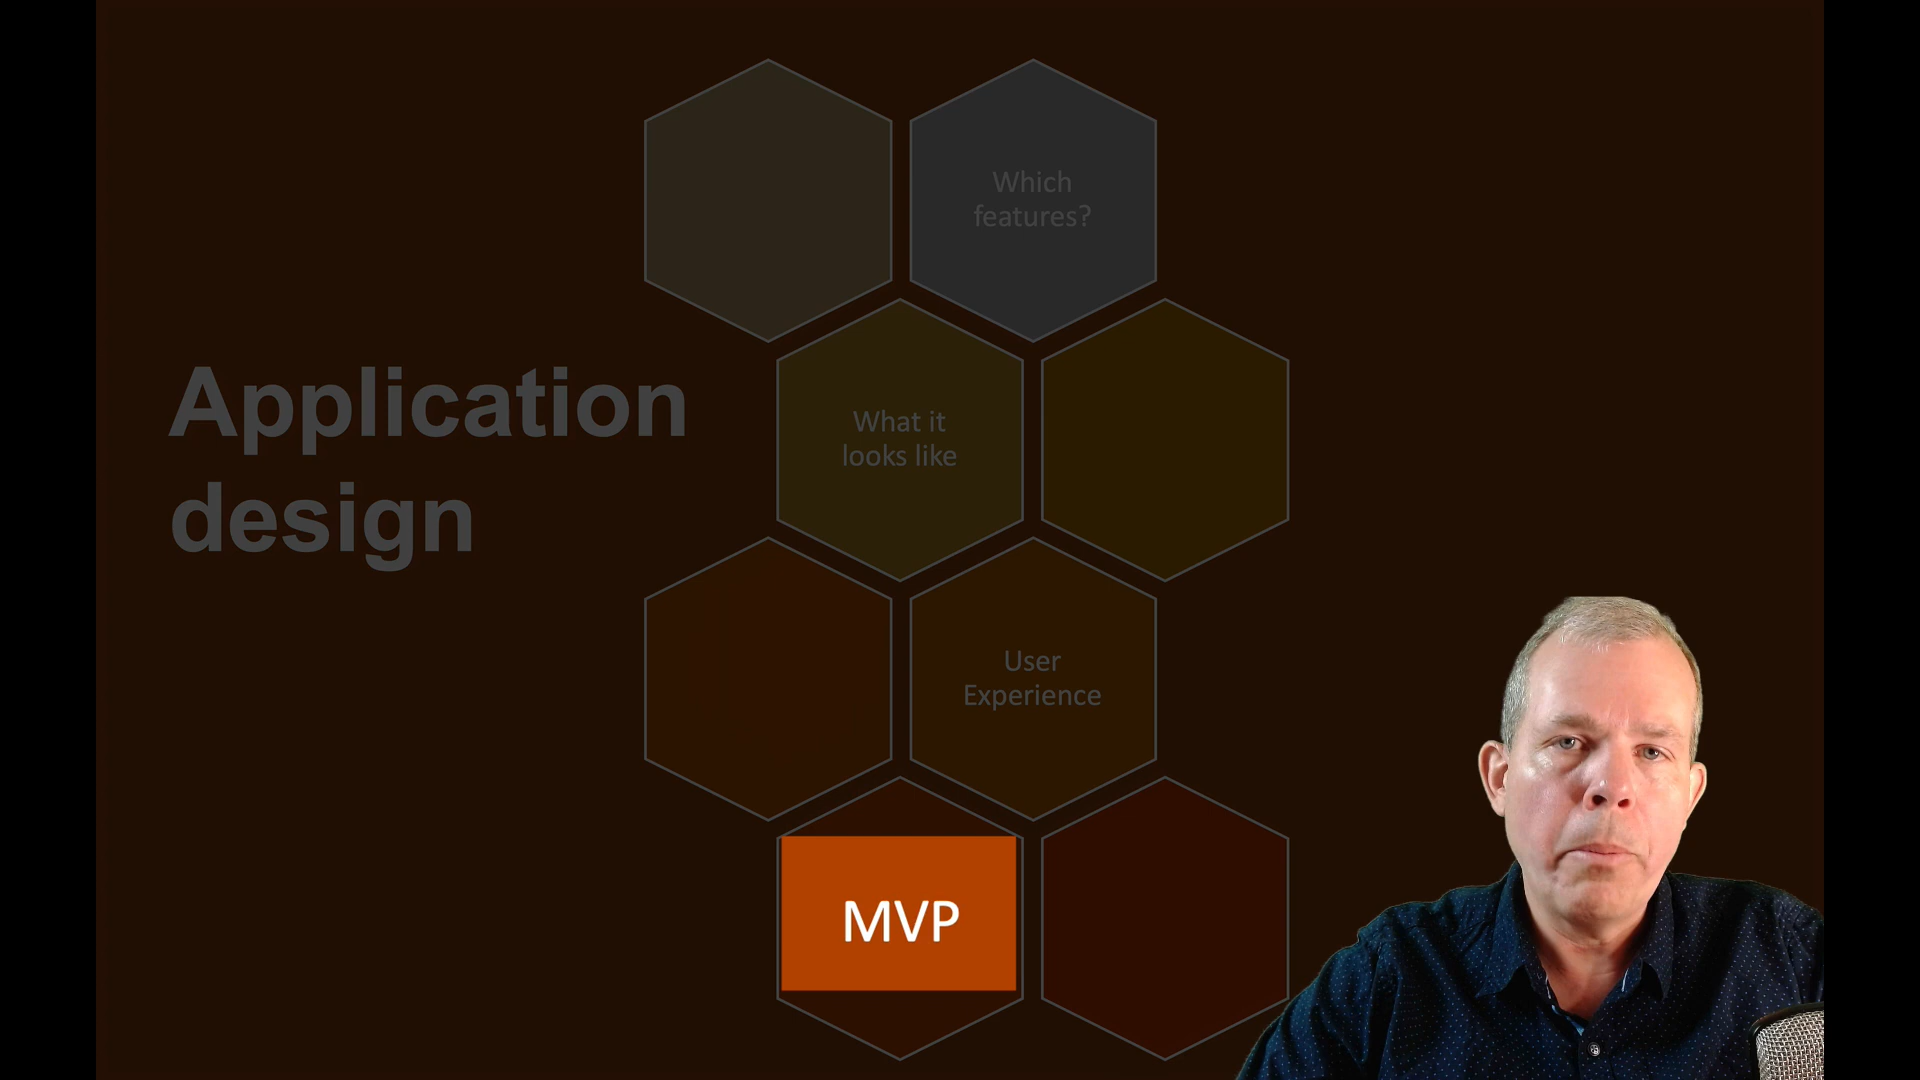 Application
design
Which
features?
What it
looks like
User
Experience
MVP